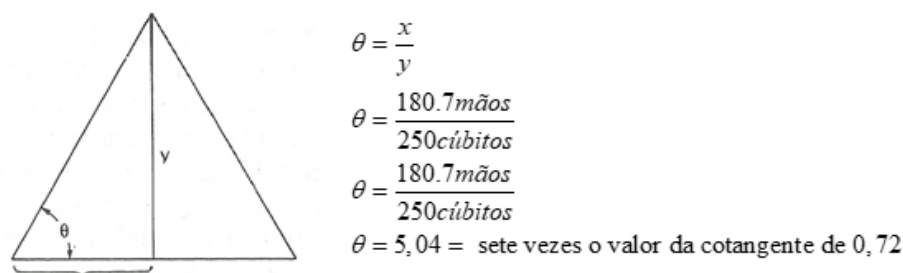 θ = x/y
θ = 180.7mãos/250cúbitos
θ = 180.7mãos/250cúbitos
θ = 5,04 = sete vezes o valor da cotangente de 0,72
y
θ